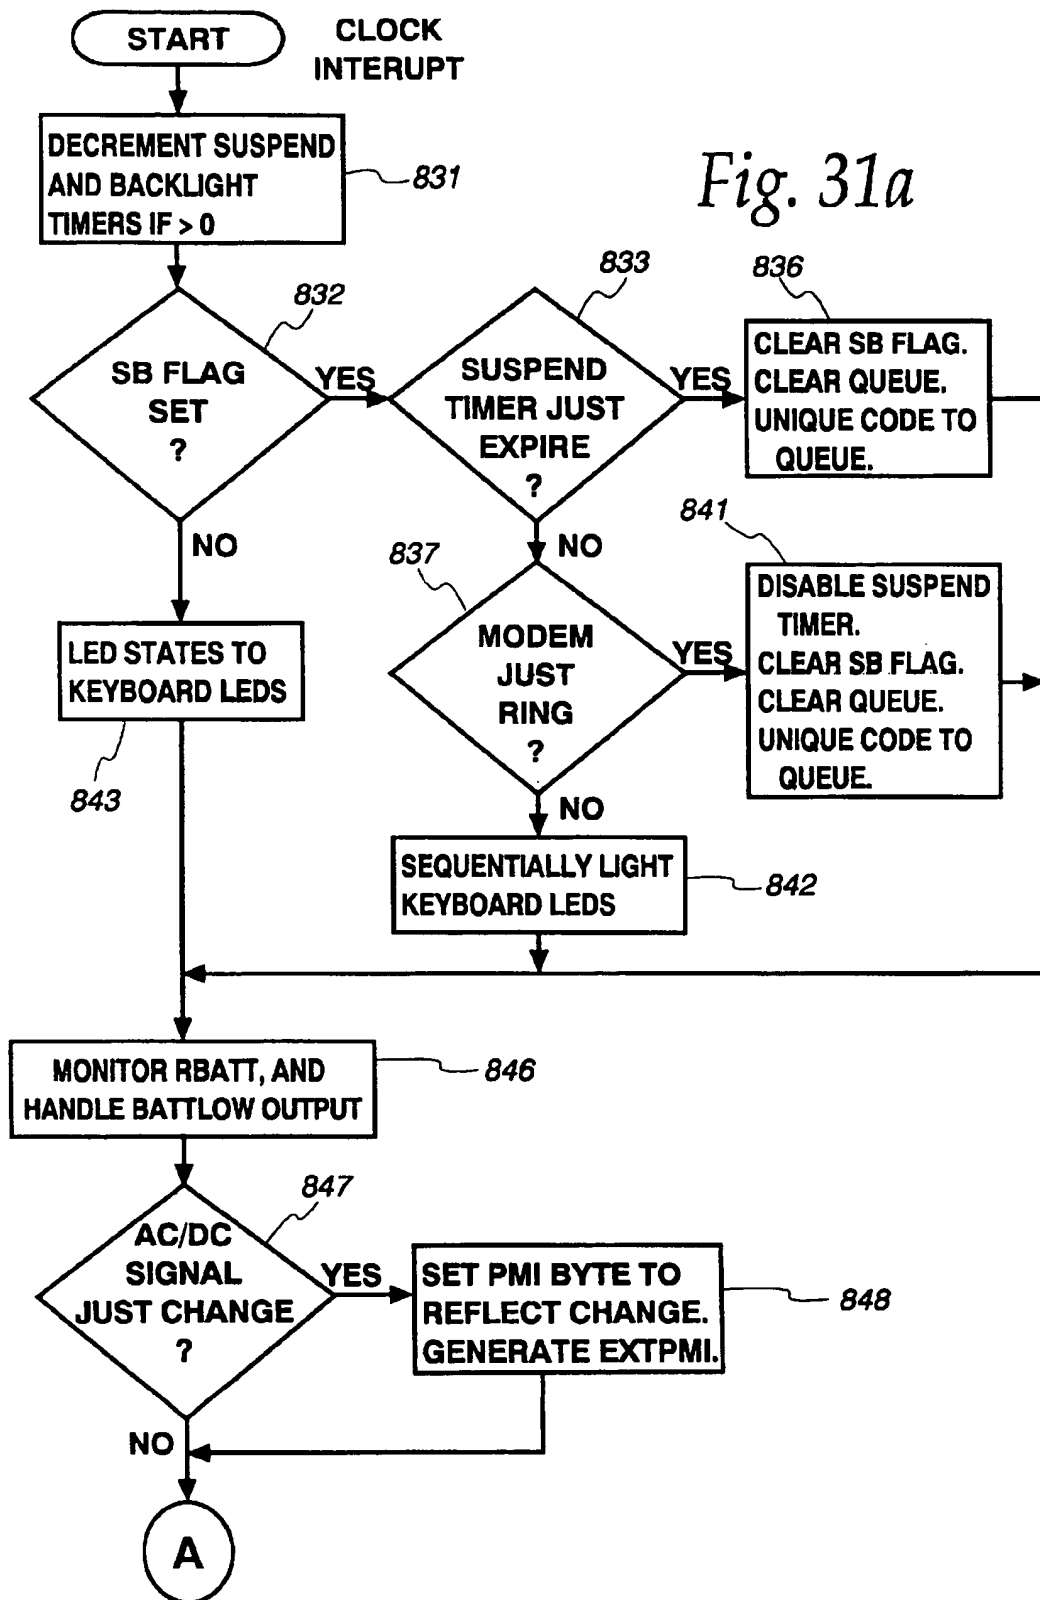 START
CLOCK
INTERUPT
DECREMENT SUSPEND
AND BACKLIGHT
TIMERS IF > 0
831
Fig. 31a
832
SB FLAG
SET
?
YES
NO
833
SUSPEND
TIMER JUST
EXPIRE
?
YES
NO
836
CLEAR SB FLAG.
CLEAR QUEUE.
UNIQUE CODE TO
QUEUE.
837
MODEM
JUST
RING
?
YES
NO
841
DISABLE SUSPEND
TIMER.
CLEAR SB FLAG.
CLEAR QUEUE.
UNIQUE CODE TO
QUEUE.
LED STATES TO
KEYBOARD LEDS
843
SEQUENTIALLY LIGHT
KEYBOARD LEDS
842
MONITOR RBATT, AND
HANDLE BATTLOW OUTPUT
846
847
AC/DC
SIGNAL
JUST CHANGE
?
YES
NO
SET PMI BYTE TO
REFLECT CHANGE.
GENERATE EXTPMI.
848
A